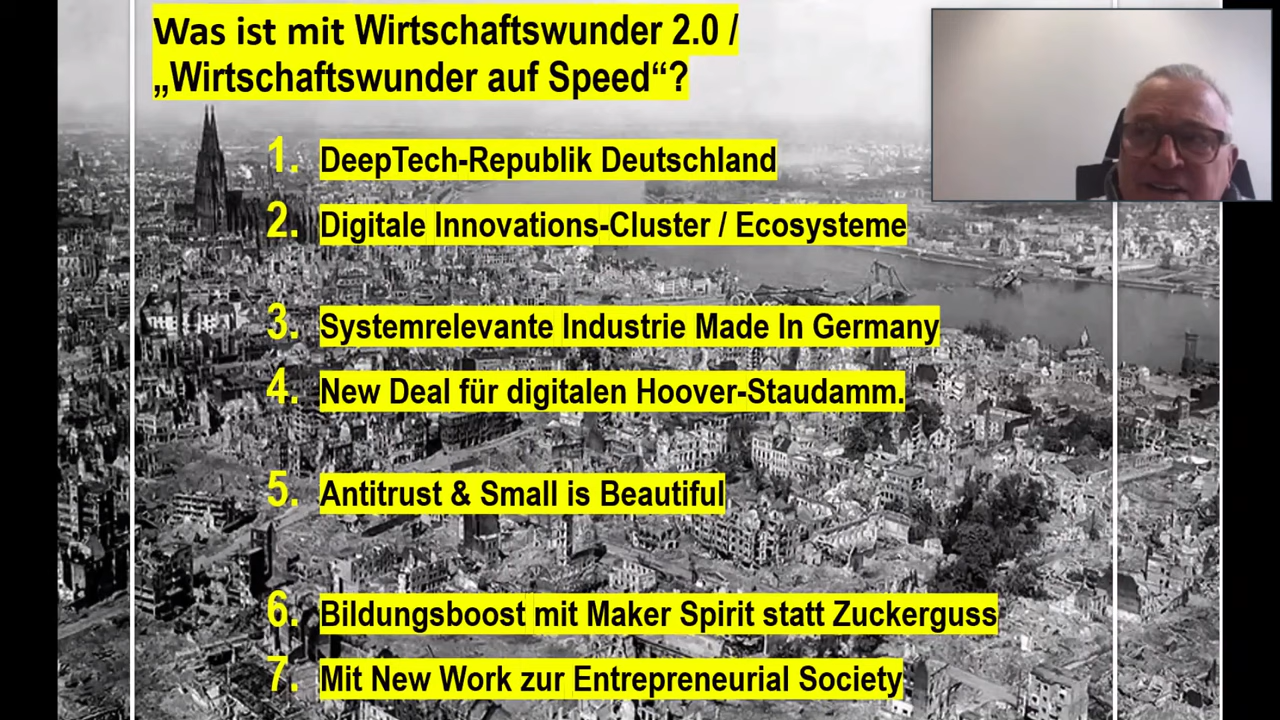 Was ist mit Wirtschaftswunder 2.0 /
„Wirtschaftswunder auf Speed“?
1. DeepTech-Republik Deutschland
2. Digitale Innovations-Cluster / Ecosysteme
3. Systemrelevante Industrie Made In Germany
4. New Deal für digitalen Hoover-Staudamm.
5. Antitrust & Small is Beautiful
6. Bildungsboost mit Maker Spirit statt Zuckerguss
7. Mit New Work zur Entrepreneurial Society